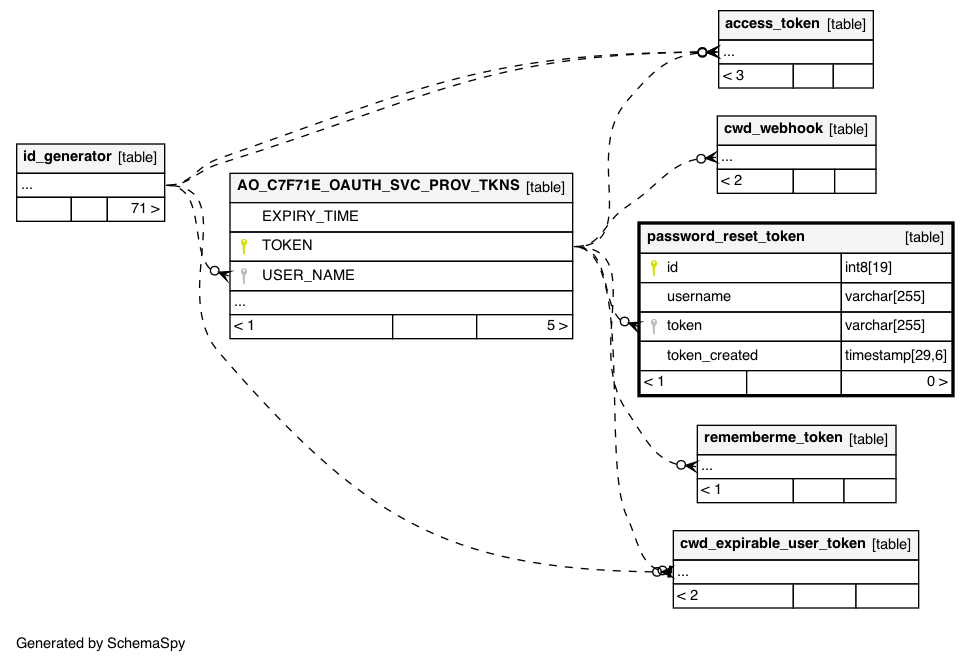 access_token [table]
...
< 3
cwd_webhook [table]
...
< 2
id_generator [table]
...
71 >
AO_C7F71E_OAUTH_SVC_PROV_TKNS [table]
EXPIRY_TIME
TOKEN
USER_NAME
...
< 1 5 >
password_reset_token [table]
id int8[19]
username varchar[255]
token varchar[255]
token_created timestamp[29,6]
< 1 0 >
rememberme_token [table]
...
< 1
cwd_expirable_user_token [table]
...
< 2
Generated by SchemaSpy